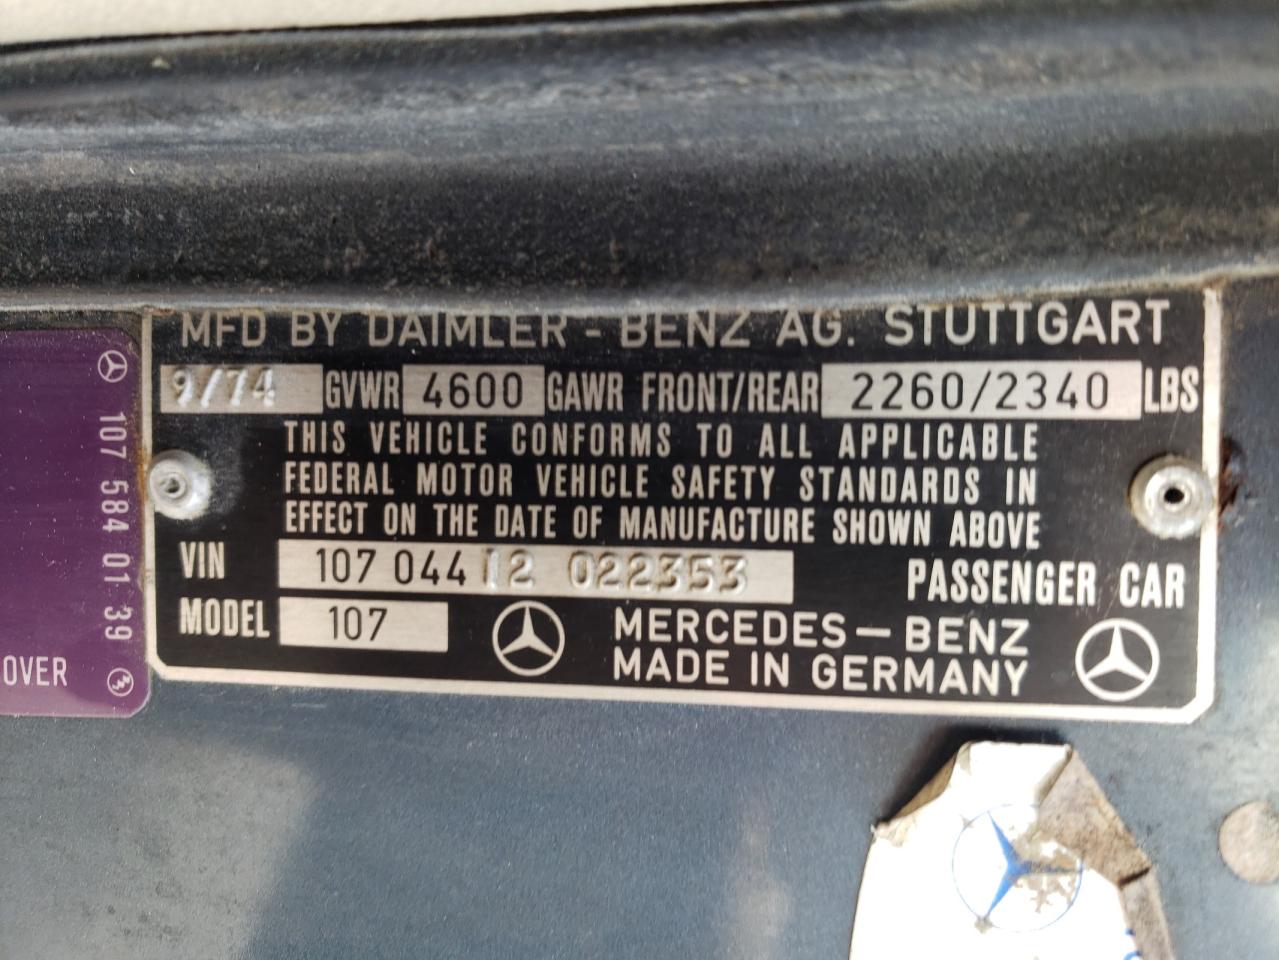 MFD BY DAIMLER-BENZ AG. STUTTGART
9/74 GVWR 4600 GAWR FRONT/REAR 2260/2340 LBS
THIS VEHICLE CONFORMS TO ALL APPLICABLE
FEDERAL MOTOR VEHICLE SAFETY STANDARDS IN
EFFECT ON THE DATE OF MANUFACTURE SHOWN ABOVE
VIN 107 044 12 022353 PASSENGER CAR
MODEL 107
MERCEDES-BENZ
MADE IN GERMANY
107 584 01 39
OVER